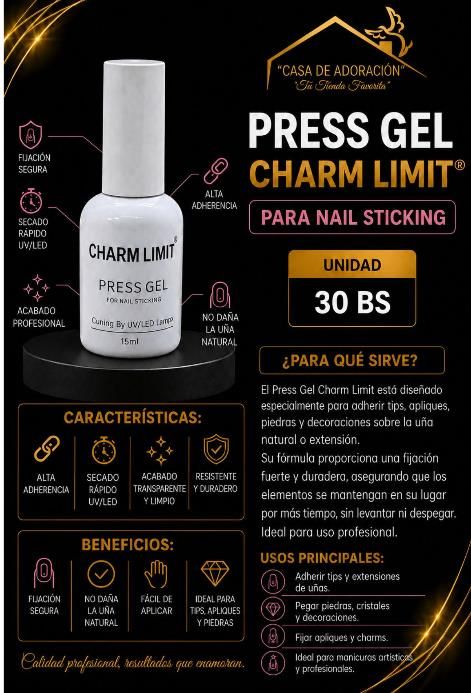 "CASA DE ADORACIÓN"
"Tu Tienda Favorita"
PRESS GEL
CHARM LIMIT®
PARA NAIL STICKING
UNIDAD
30 BS
FIJACIÓN
SEGURA
SECADO
RÁPIDO
UV/LED
ACABADO
PROFESIONAL
ALTA
ADHERENCIA
NO DAÑA
LA UÑA
NATURAL
CHARM LIMIT®
PRESS GEL
FOR NAIL STICKING
Cuning By UV/LED Lamps
15ml
¿PARA QUÉ SIRVE?
El Press Gel Charm Limit está diseñado
especialmente para adherir tips, apliques,
piedras y decoraciones sobre la uña
natural o extensión.
Su fórmula proporciona una fijación
fuerte y duradera, asegurando que los
elementos se mantengan en su lugar
por más tiempo, sin levantar ni despegar.
Ideal para uso profesional.
CARACTERÍSTICAS:
ALTA
ADHERENCIA
SECADO
RÁPIDO
UV/LED
ACABADO
TRANSPARENTE
Y LIMPIO
RESISTENTE
Y DURADERO
BENEFICIOS:
FIJACIÓN
SEGURA
NO DAÑA
LA UÑA
NATURAL
FÁCIL DE
APLICAR
IDEAL PARA
TIPS, APLIQUES
Y PIEDRAS
USOS PRINCIPALES:
Adherir tips y extensiones
de uñas.
Pegar piedras, cristales
y decoraciones.
Fijar apliques y charms.
Ideal para manicuras artísticas
y profesionales.
Calidad profesional, resultados que enamoran.